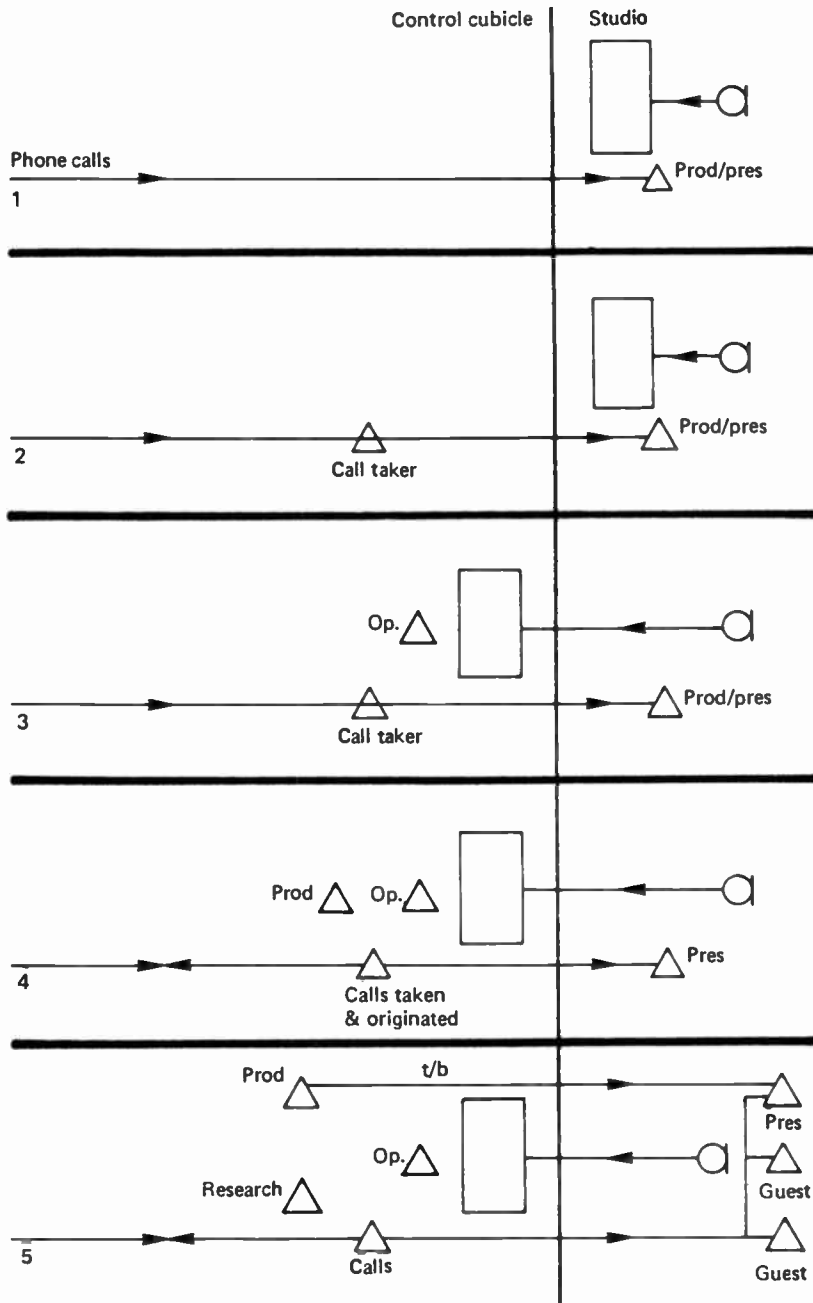 Control cubicle
Studio
Phone calls
Prod/pres
1
Prod/pres
2
Call taker
Op.
Prod/pres
3
Call taker
Prod
Op.
Pres
4
Calls taken
& originated
Prod
t/b
Pres
Op.
Guest
Research
5
Calls
Guest